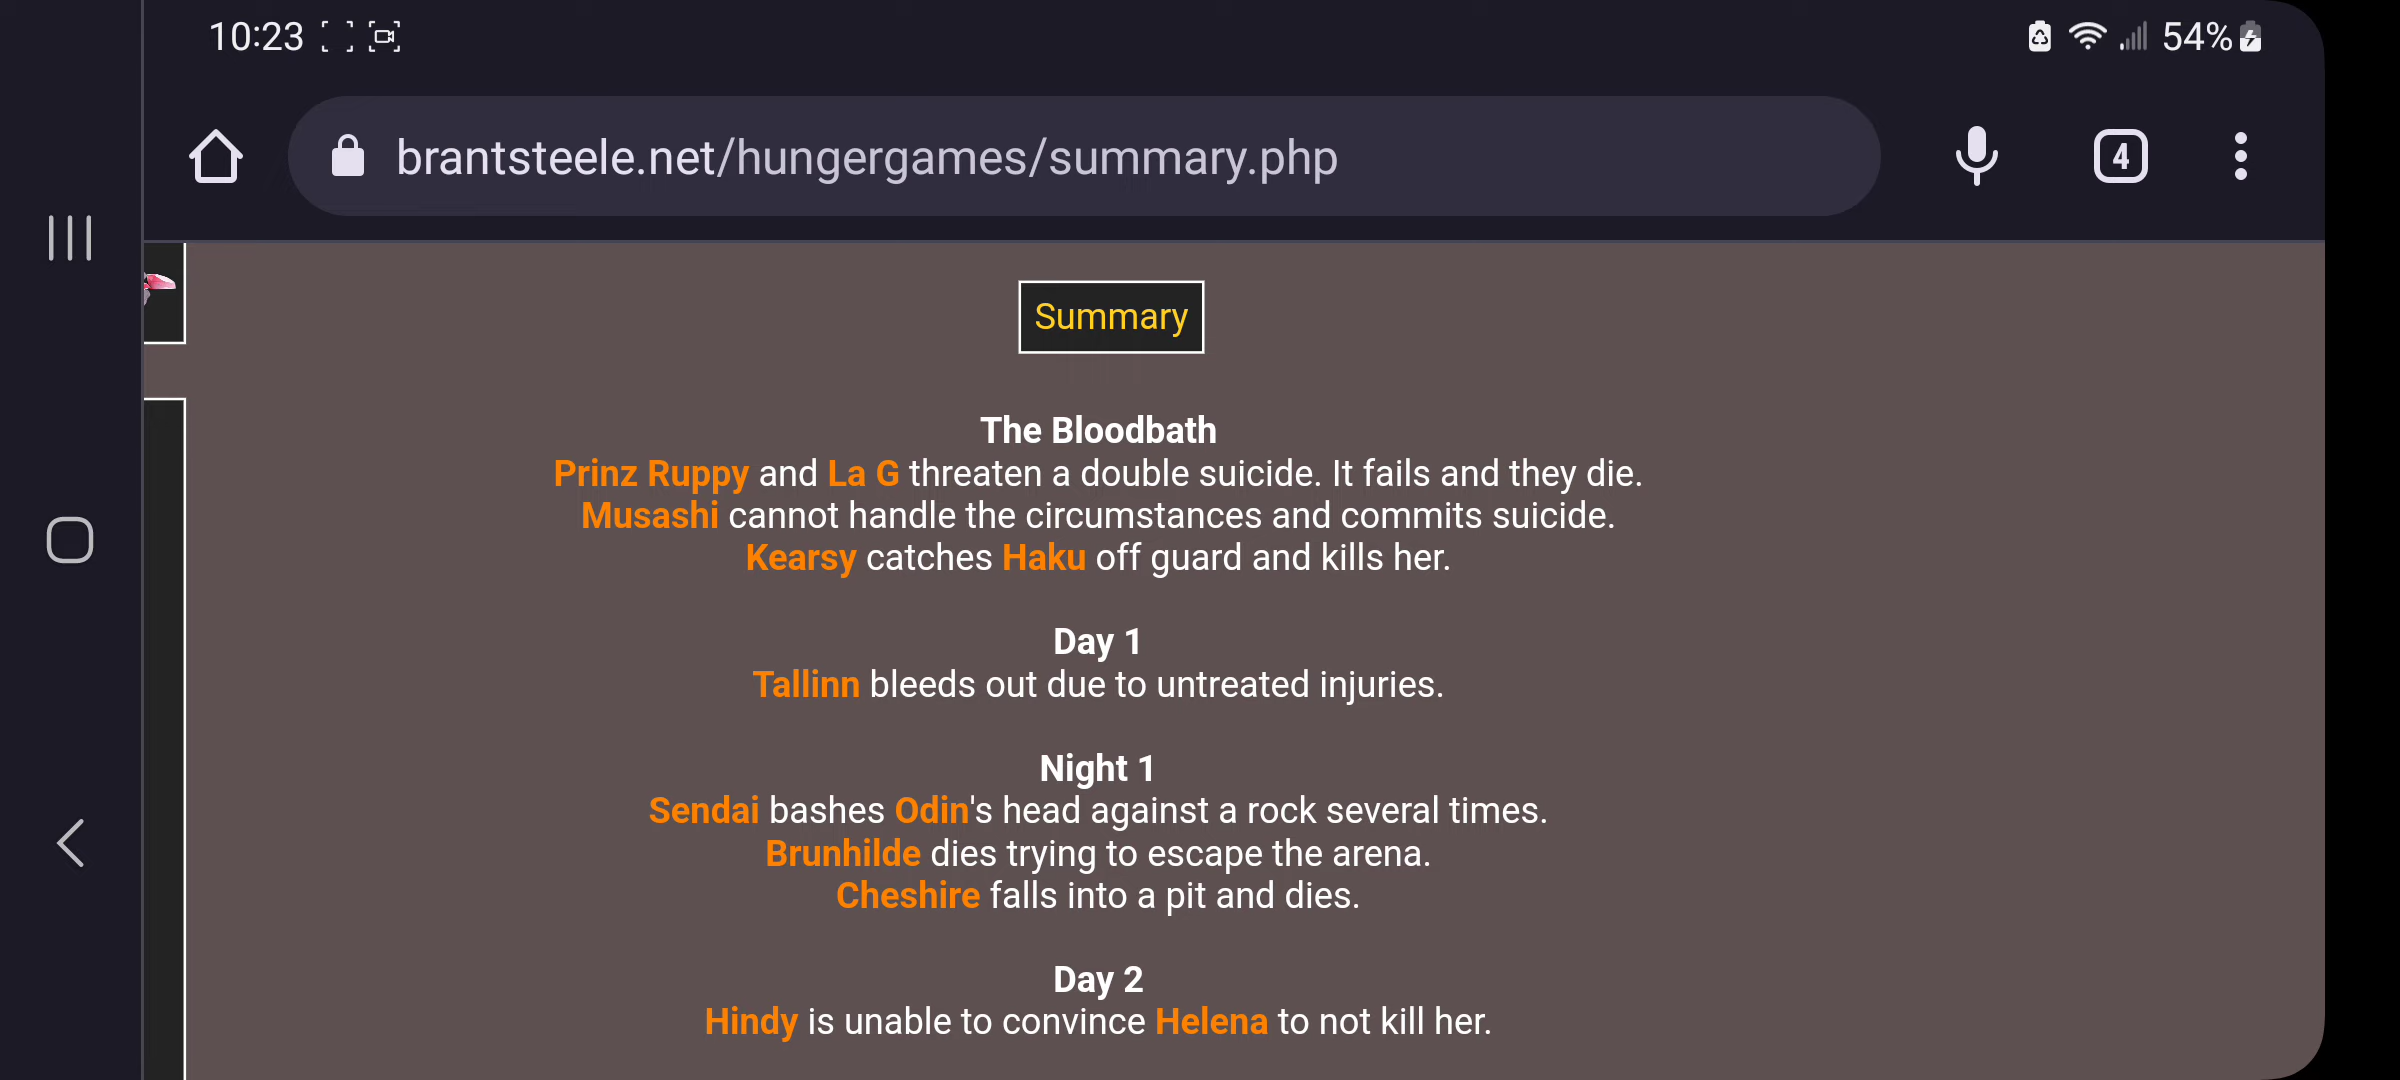 10:23
54%
brantsteele.net/hungergames/summary.php
4
Summary
The Bloodbath
Prinz Ruppy and La G threaten a double suicide. It fails and they die.
Musashi cannot handle the circumstances and commits suicide.
Kearsy catches Haku off guard and kills her.
Day 1
Tallinn bleeds out due to untreated injuries.
Night 1
Sendai bashes Odin's head against a rock several times.
Brunhilde dies trying to escape the arena.
Cheshire falls into a pit and dies.
Day 2
Hindy is unable to convince Helena to not kill her.